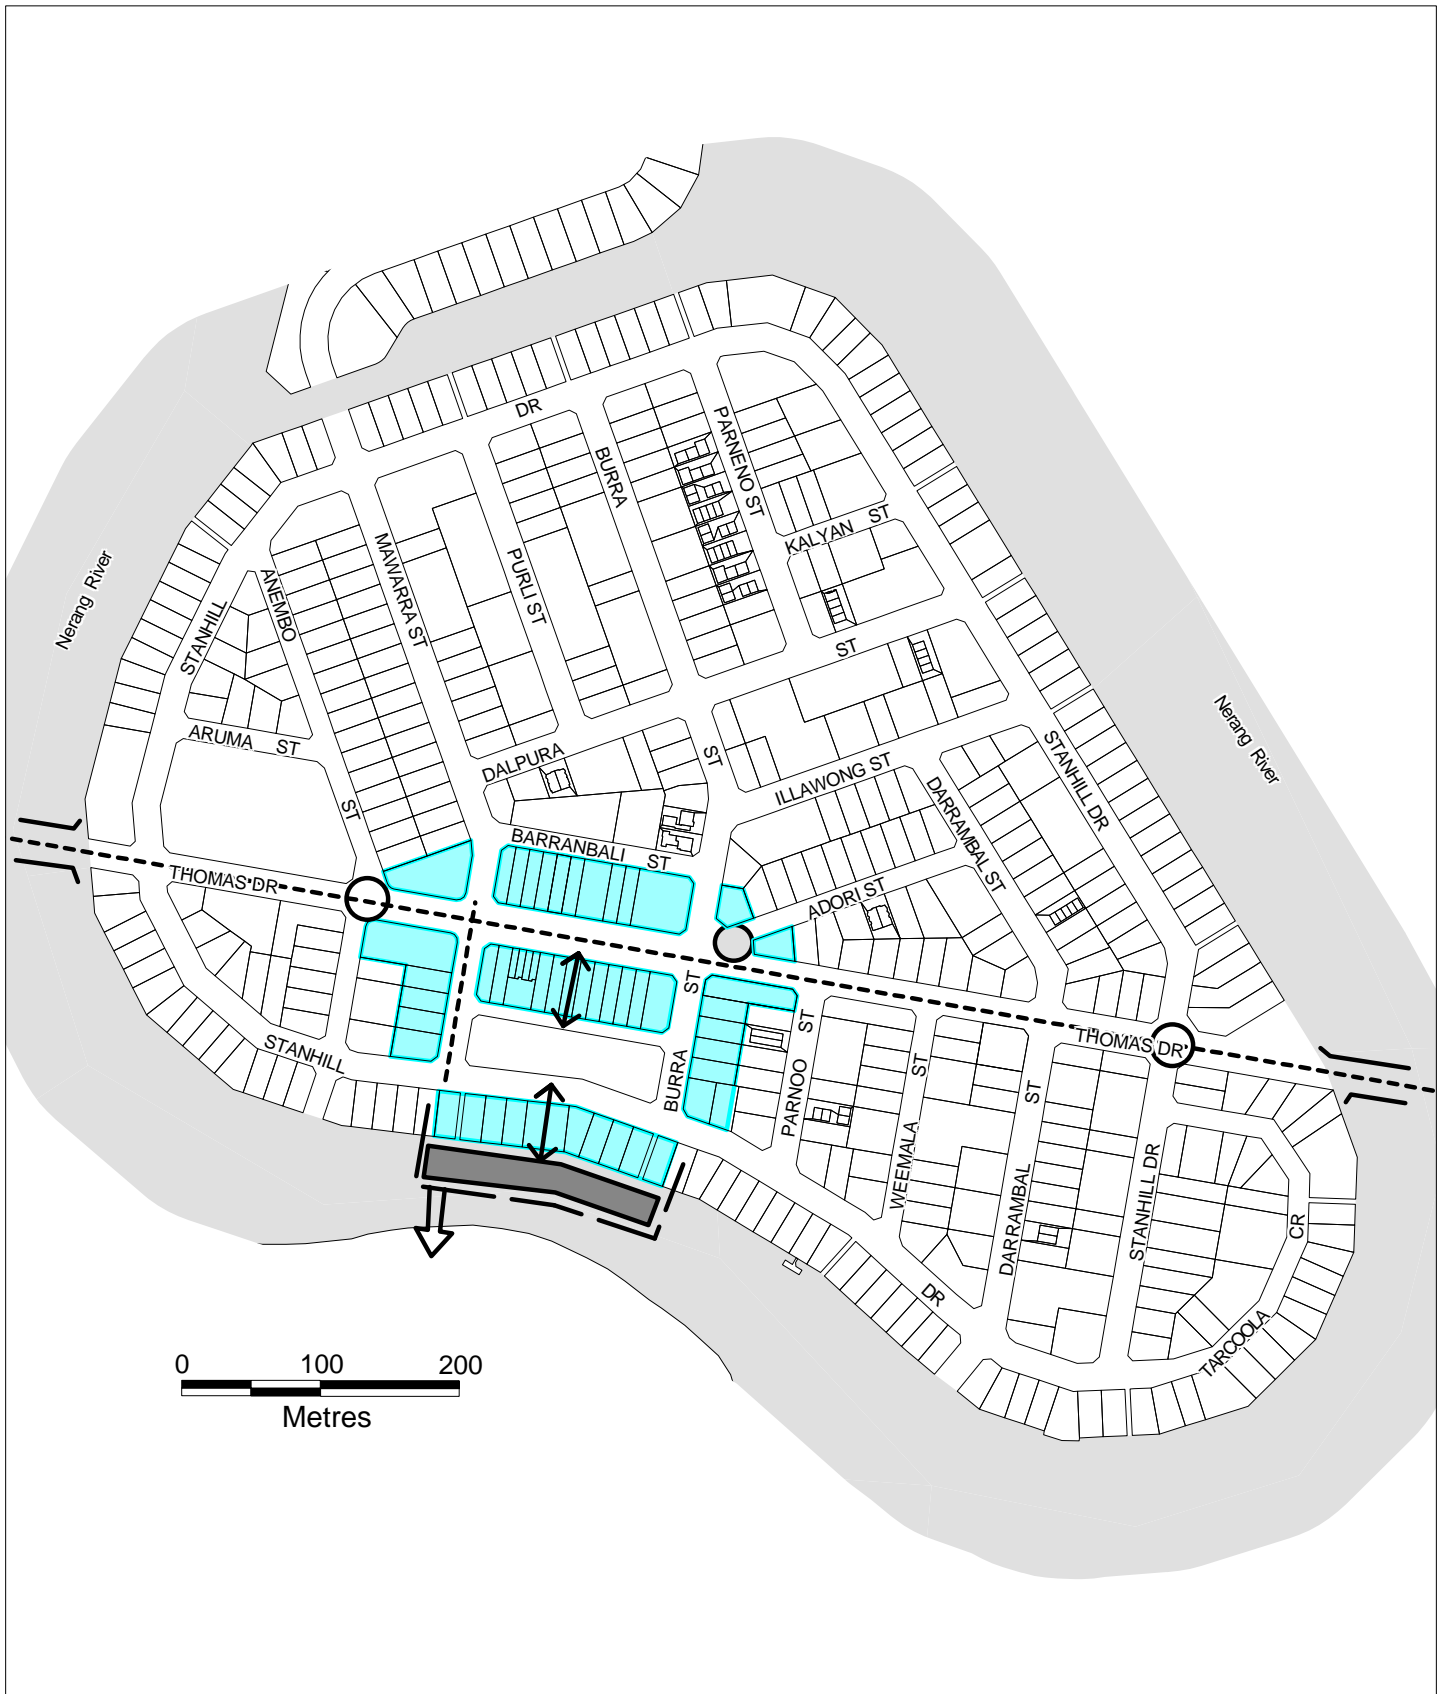 DR
BURRA
PARNENO ST
KALYAN ST
MAWARRA ST
PURLI ST
ANEMBO
STANHILL
Nerang River
ST
ARUMA ST
DALPURA
ST
ILLAWONG ST
STANHILL DR
Nerang River
DARRAMBAL ST
ST
BARRANBALI ST
THOMAS DR
ADORI ST
ST
ST
STANHILL
BURRA
PARNOO
ST
ST
THOMAS DR
WEEMALA
DARRAMBAL
STANHILL DR
CR
DR
TARCOOLA
0 100 200
Metres